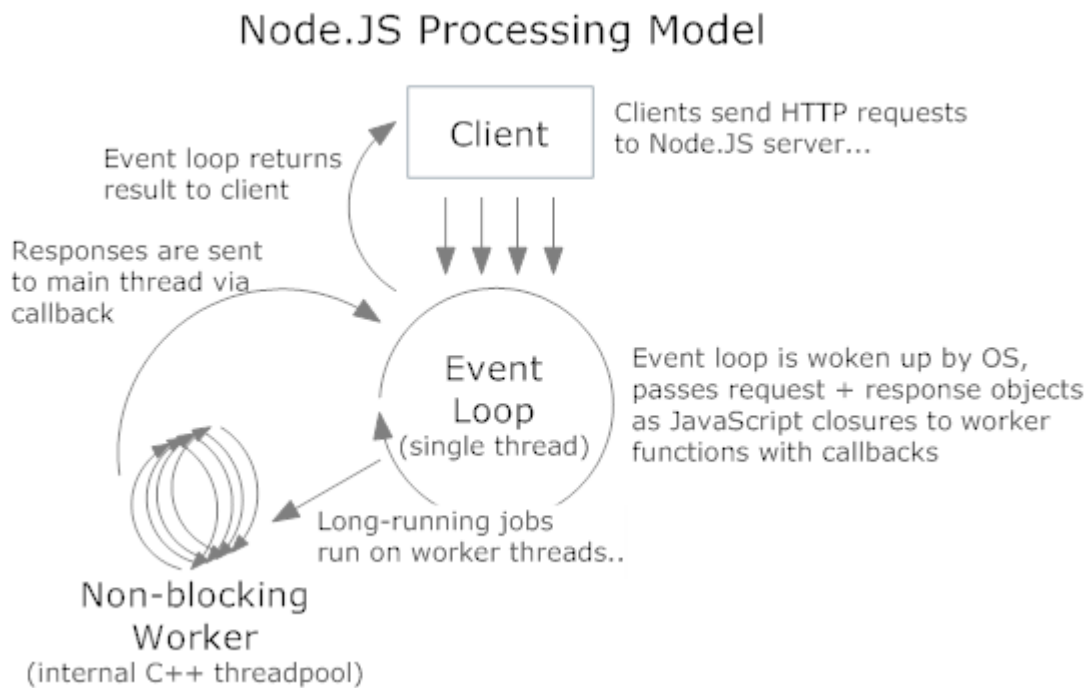 Node.JS Processing Model
Client
Clients send HTTP requests
to Node.JS server...
Event loop returns
result to client
Responses are sent
to main thread via
callback
Event
Loop
(single thread)
Event loop is woken up by OS,
passes request + response objects
as JavaScript closures to worker
functions with callbacks
Long-running jobs
run on worker threads..
Non-blocking
Worker
(internal C++ threadpool)